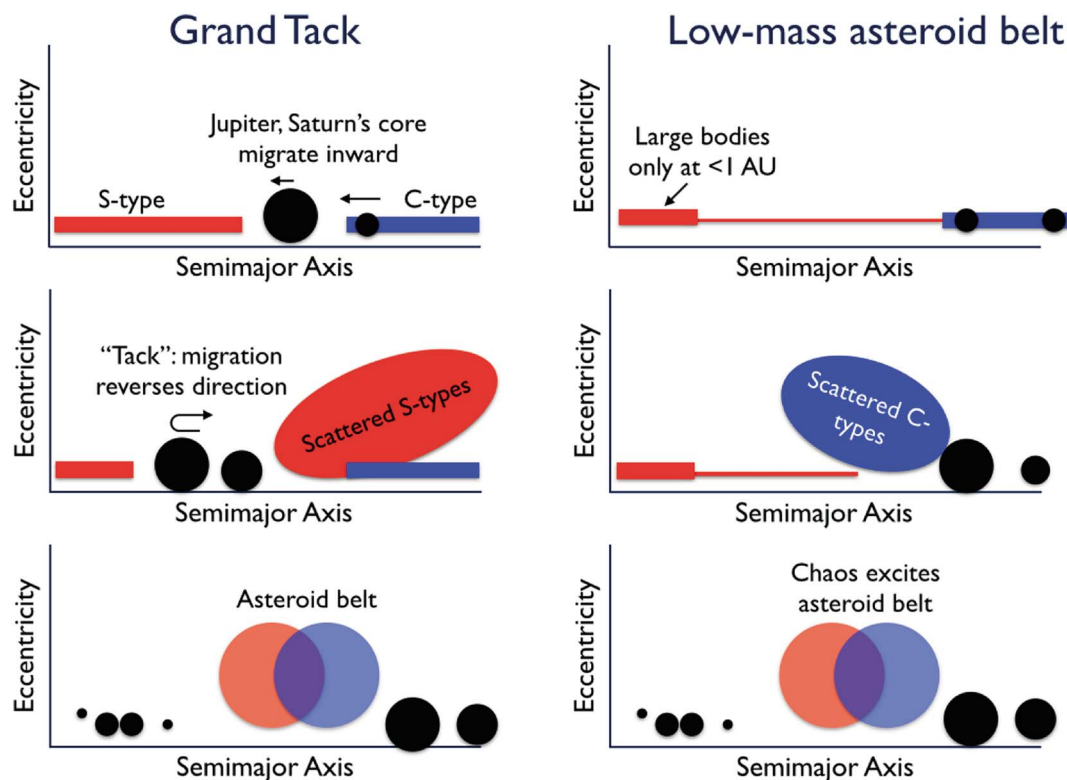 Grand Tack
Eccentricity
Jupiter, Saturn's core
migrate inward
S-type
C-type
Semimajor Axis
Low-mass asteroid belt
Eccentricity
Large bodies
only at <1 AU
Semimajor Axis
Eccentricity
“Tack”: migration
reverses direction
Scattered S-types
Semimajor Axis
Eccentricity
Scattered C-
types
Semimajor Axis
Eccentricity
Asteroid belt
Semimajor Axis
Eccentricity
Chaos excites
asteroid belt
Semimajor Axis